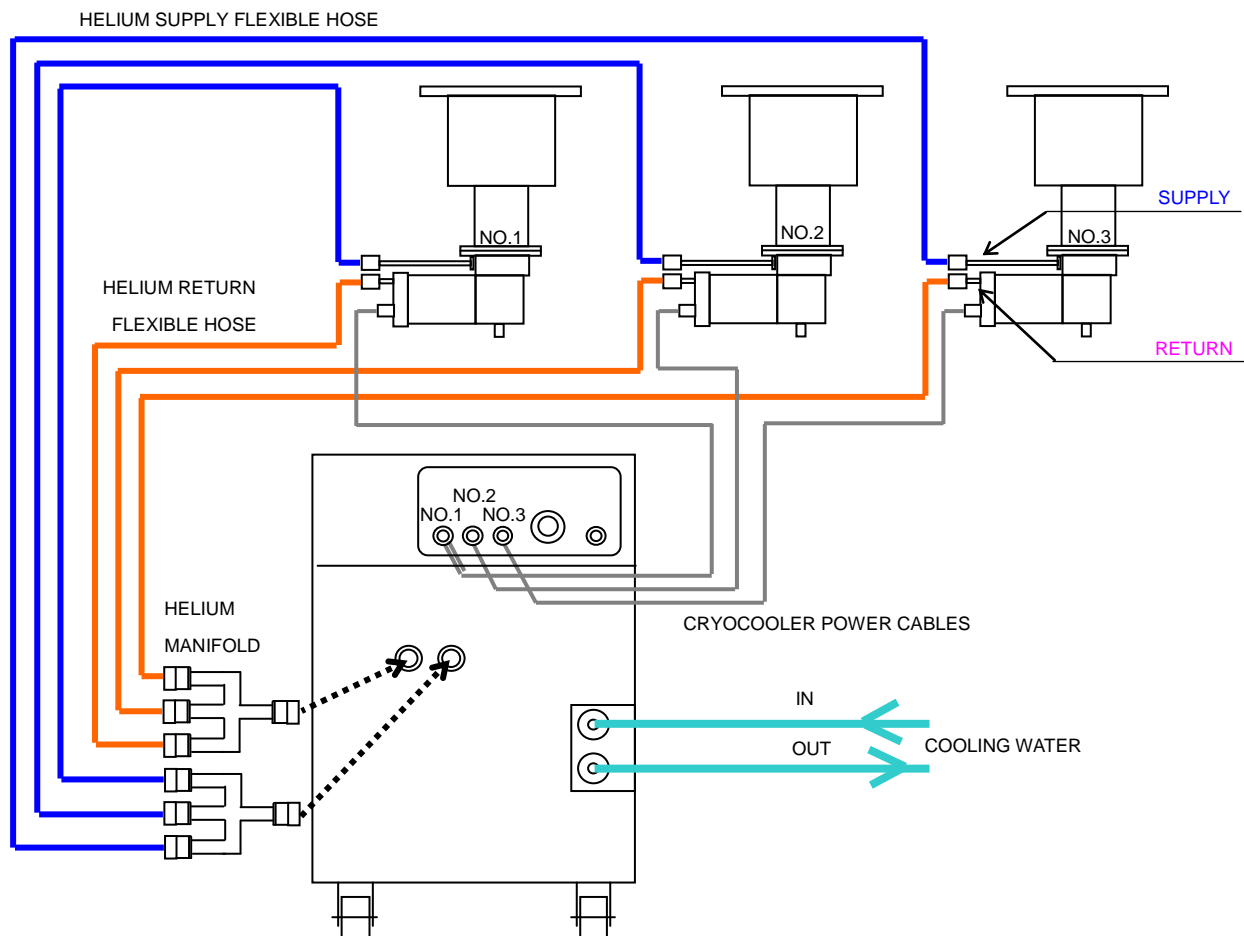 HELIUM SUPPLY FLEXIBLE HOSE
SUPPLY
NO.1
NO.2
NO.3
HELIUM RETURN
FLEXIBLE HOSE
RETURN
NO.2
NO.1
NO.3
HELIUM
MANIFOLD
CRYOCOOLER POWER CABLES
IN
OUT
COOLING WATER